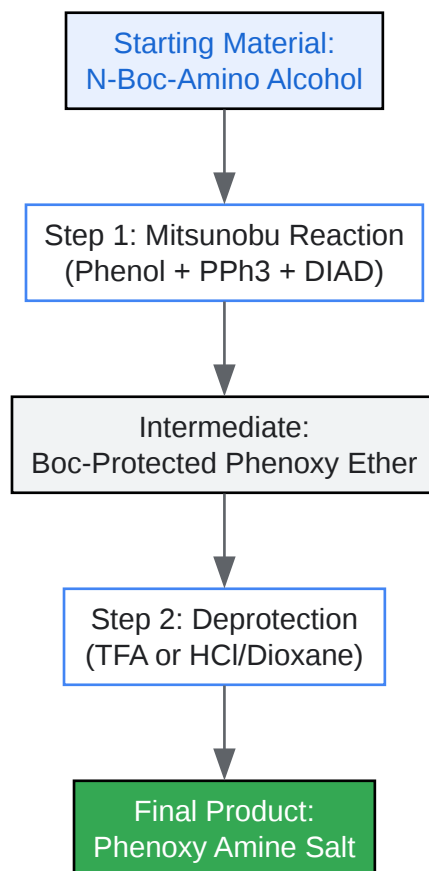 Starting Material:
N-Boc-Amino Alcohol
Step 1: Mitsunobu Reaction
(Phenol + PPh3 + DIAD)
Intermediate:
Boc-Protected Phenoxy Ether
Step 2: Deprotection
(TFA or HCl/Dioxane)
Final Product:
Phenoxy Amine Salt